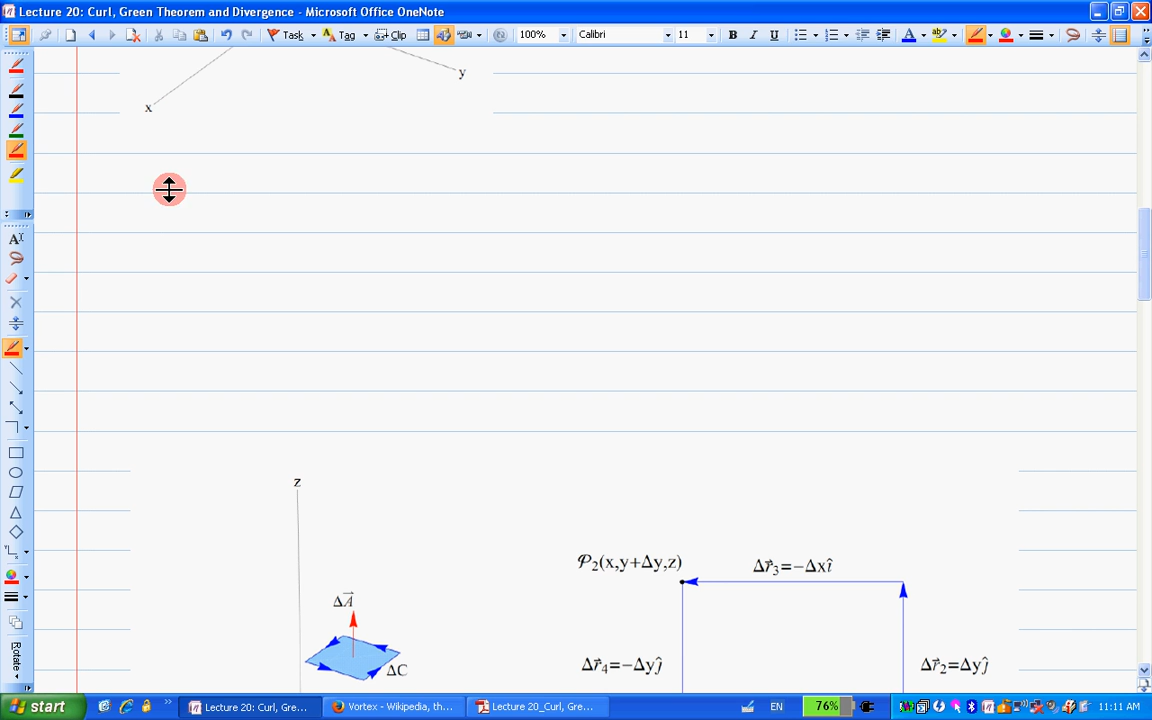 Lecture 20: Curl, Green Theorem and Divergence - Microsoft Office OneNote
Task Tag Clip 100% Calibri 11 B I U
y
x
z
𝒫₂(x,y+Δy,z)
Δr⃗₃=−Δxî
ΔA⃗
ΔC
Δr⃗₄=−Δyĵ
Δr⃗₂=Δyĵ
Rotate
start Lecture 20: Curl, Gre... Vortex - Wikipedia, th... Lecture 20_Curl, Gre... EN 76% 11:11 AM